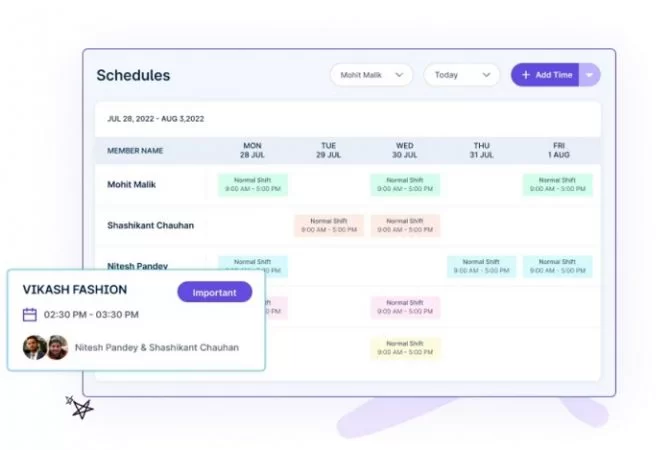 Schedules
Mohit Malik
Today
+ Add Time
JUL 28, 2022 - AUG 3,2022
MEMBER NAME
MON
28 JUL
TUE
29 JUL
WED
30 JUL
THU
31 JUL
FRI
1 AUG
Mohit Malik
Normal Shift
9:00 AM - 5:00 PM
Normal Shift
9:00 AM - 5:00 PM
Normal Shift
9:00 AM - 5:00 PM
Shashikant Chauhan
Normal Shift
9:00 AM - 5:00 PM
Normal Shift
9:00 AM - 5:00 PM
Nitesh Pandey
Normal Shift
Normal Shift
9:00 AM - 5:00 PM
Normal Shift
9:00 AM - 5:00 PM
Normal Shift
9:00 AM - 5:00 PM
Normal Shift
9:00 AM - 5:00 PM
VIKASH FASHION
Important
02:30 PM - 03:30 PM
Nitesh Pandey & Shashikant Chauhan